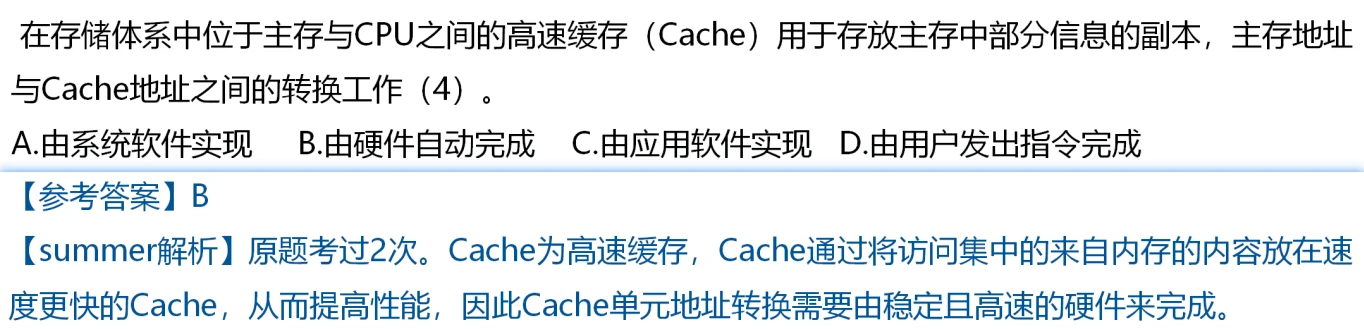 在存储体系中位于主存与CPU之间的高速缓存（Cache）用于存放主存中部分信息的副本，主存地址
与Cache地址之间的转换工作（4）。
A.由系统软件实现 B.由硬件自动完成 C.由应用软件实现 D.由用户发出指令完成
【参考答案】B
【summer解析】原题考过2次。Cache为高速缓存，Cache通过将访问集中的来自内存的内容放在速
度更快的Cache，从而提高性能，因此Cache单元地址转换需要由稳定且高速的硬件来完成。